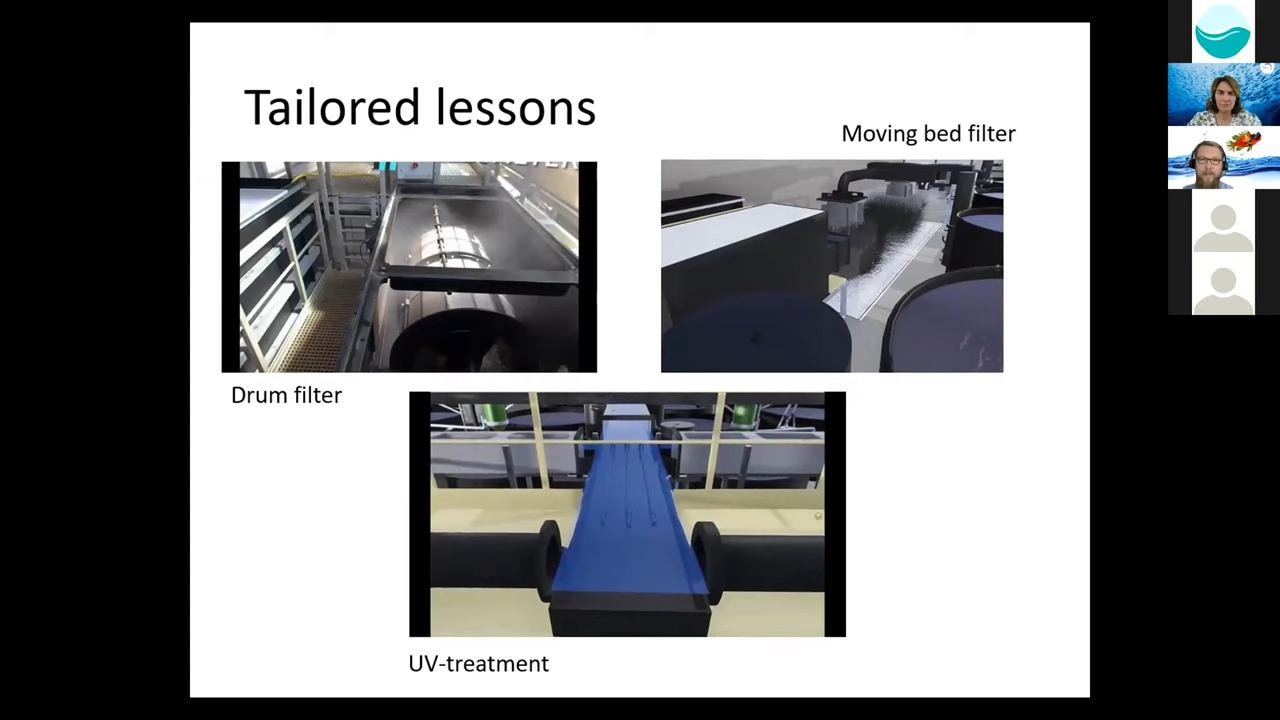 Tailored lessons
Moving bed filter
Drum filter
UV-treatment